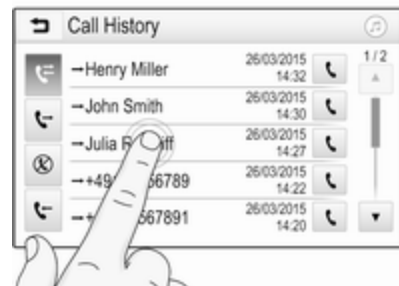 Call History
1/2
→Henry Miller 26/03/2015 14:32
→John Smith 26/03/2015 14:30
→Julia 26/03/2015 14:27
26/03/2015 14:22
26/03/2015 14:20